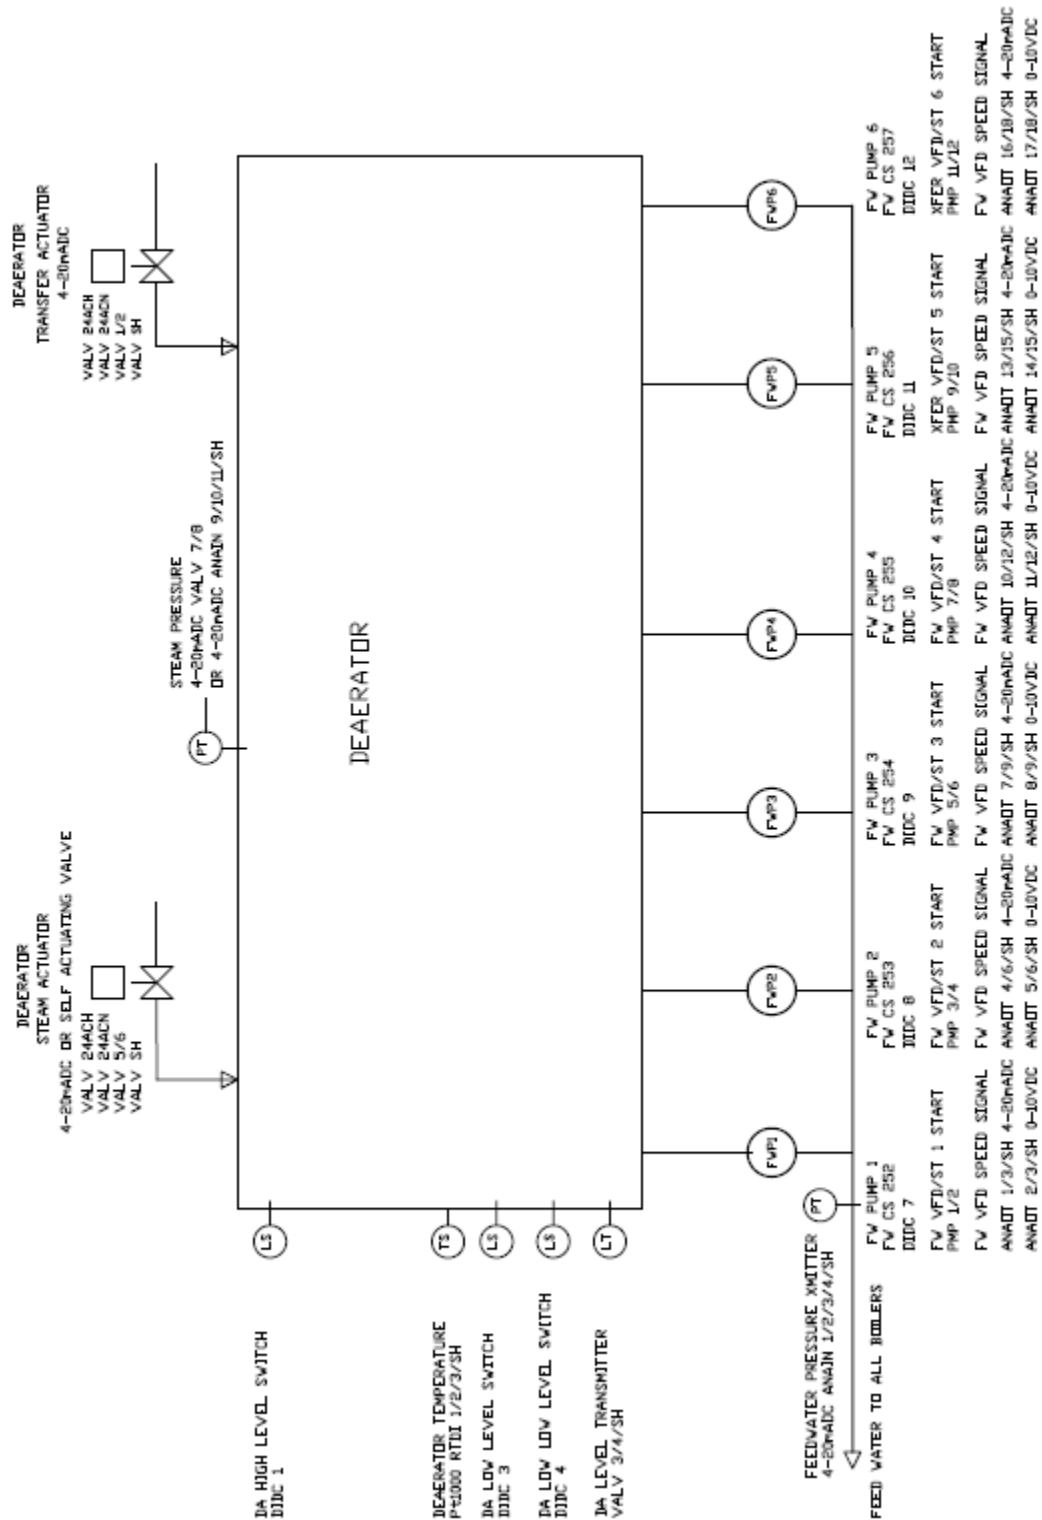 DEAERATOR
STEAM ACTUATOR
4-20mADC OR SELF ACTUATING VALVE
VALV 24ACH
VALV 24ACN
VALV 5/6
VALV SH
STEAM PRESSURE
4-20mADC VALV 7/8
OR 4-20mADC ANAIN 9/10/11/SH
PT
DEAERATOR
TRANSFER ACTUATOR
4-20mADC
VALV 24ACH
VALV 24ACN
VALV 1/2
VALV SH
DA HIGH LEVEL SWITCH
DIDC 1
LS
DEAERATOR
DEAERATOR TEMPERATURE
Pt1000 RTDI 1/2/3/SH
TS
DA LOW LEVEL SWITCH
DIDC 3
LS
DA LOW LOW LEVEL SWITCH
DIDC 4
LS
DA LEVEL TRANSMITTER
VALV 3/4/SH
LT
FWP1
FWP2
FWP3
FWP4
FWP5
FWP6
FEEDWATER PRESSURE XMITTER
4-20mADC ANAIN 1/2/3/4/SH
PT
FEED WATER TO ALL BOILERS
FW PUMP 1
FW CS 252
DIDC 7
FW VFD/ST 1 START
PMP 1/2
FW VFD SPEED SIGNAL
ANAOT 1/3/SH 4-20mADC
ANAOT 2/3/SH 0-10VDC
FW PUMP 2
FW CS 253
DIDC 8
FW VFD/ST 2 START
PMP 3/4
FW VFD SPEED SIGNAL
ANAOT 4/6/SH 4-20mADC
ANAOT 5/6/SH 0-10VDC
FW PUMP 3
FW CS 254
DIDC 9
FW VFD/ST 3 START
PMP 5/6
FW VFD SPEED SIGNAL
ANAOT 7/9/SH 4-20mADC
ANAOT 8/9/SH 0-10VDC
FW PUMP 4
FW CS 255
DIDC 10
FW VFD/ST 4 START
PMP 7/8
FW VFD SPEED SIGNAL
ANAOT 10/12/SH 4-20mADC
ANAOT 11/12/SH 0-10VDC
FW PUMP 5
FW CS 256
DIDC 11
XFER VFD/ST 5 START
PMP 9/10
FW VFD SPEED SIGNAL
ANAOT 13/15/SH 4-20mADC
ANAOT 14/15/SH 0-10VDC
FW PUMP 6
FW CS 257
DIDC 12
XFER VFD/ST 6 START
PMP 11/12
FW VFD SPEED SIGNAL
ANAOT 16/18/SH 4-20mADC
ANAOT 17/18/SH 0-10VDC